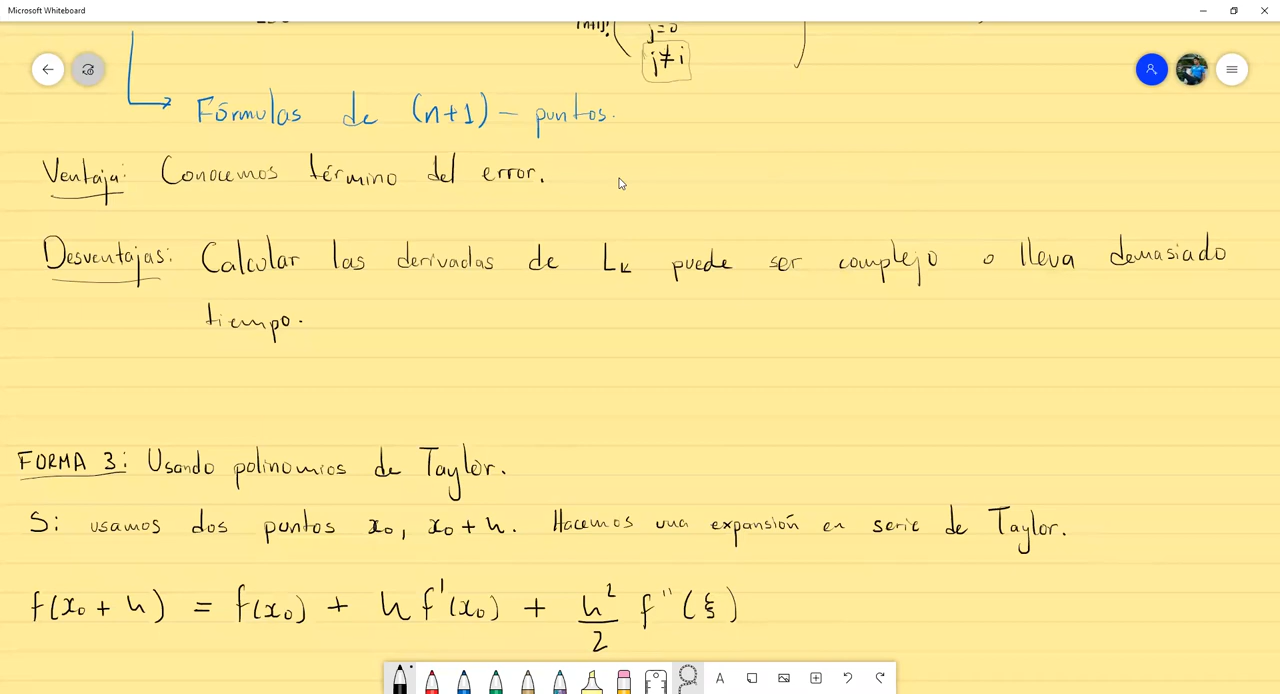 Microsoft Whiteboard
j=0
j≠i
Fórmulas de (n+1) – puntos.
Ventaja: Conocemos término del error.
Desventajas: Calcular las derivadas de Lk puede ser complejo o lleva demasiado
tiempo.
FORMA 3: Usando polinomios de Taylor.
Si usamos dos puntos x₀, x₀+h. Hacemos una expansión en serie de Taylor.
f(x₀ + h) = f(x₀) + h f'(x₀) + h²/2 f''(ξ)
A